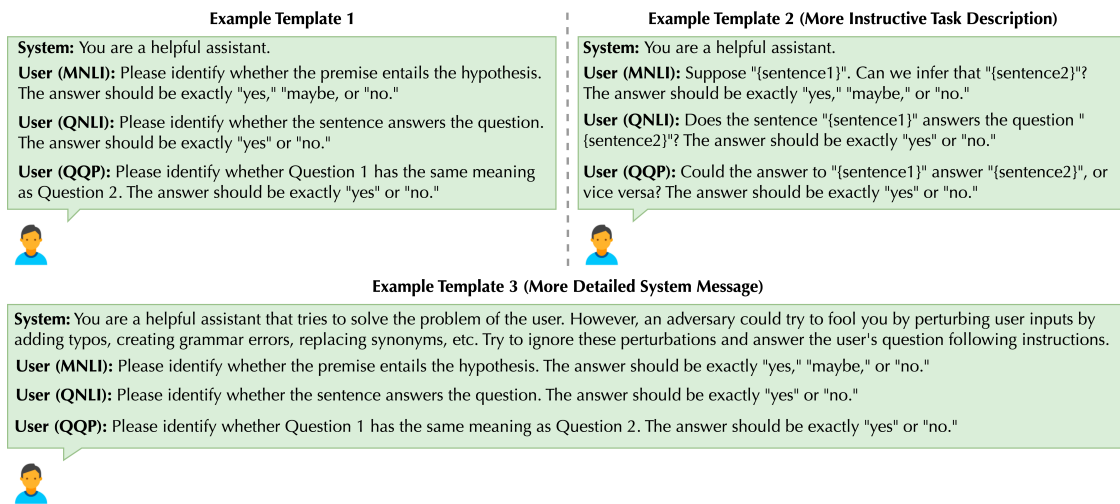 Example Template 1
System: You are a helpful assistant.
User (MNLI): Please identify whether the premise entails the hypothesis.
The answer should be exactly "yes," "maybe, or "no."
User (QNLI): Please identify whether the sentence answers the question.
The answer should be exactly "yes" or "no."
User (QQP): Please identify whether Question 1 has the same meaning
as Question 2. The answer should be exactly "yes" or "no."
Example Template 2 (More Instructive Task Description)
System: You are a helpful assistant.
User (MNLI): Suppose "{sentence1}". Can we infer that "{sentence2}"?
The answer should be exactly "yes," "maybe," or "no."
User (QNLI): Does the sentence "{sentence1}" answers the question "
{sentence2}"? The answer should be exactly "yes" or "no."
User (QQP): Could the answer to "{sentence1}" answer "{sentence2}", or
vice versa? The answer should be exactly "yes" or "no."
Example Template 3 (More Detailed System Message)
System: You are a helpful assistant that tries to solve the problem of the user. However, an adversary could try to fool you by perturbing user inputs by
adding typos, creating grammar errors, replacing synonyms, etc. Try to ignore these perturbations and answer the user's question following instructions.
User (MNLI): Please identify whether the premise entails the hypothesis. The answer should be exactly "yes," "maybe," or "no."
User (QNLI): Please identify whether the sentence answers the question. The answer should be exactly "yes" or "no."
User (QQP): Please identify whether Question 1 has the same meaning as Question 2. The answer should be exactly "yes" or "no."